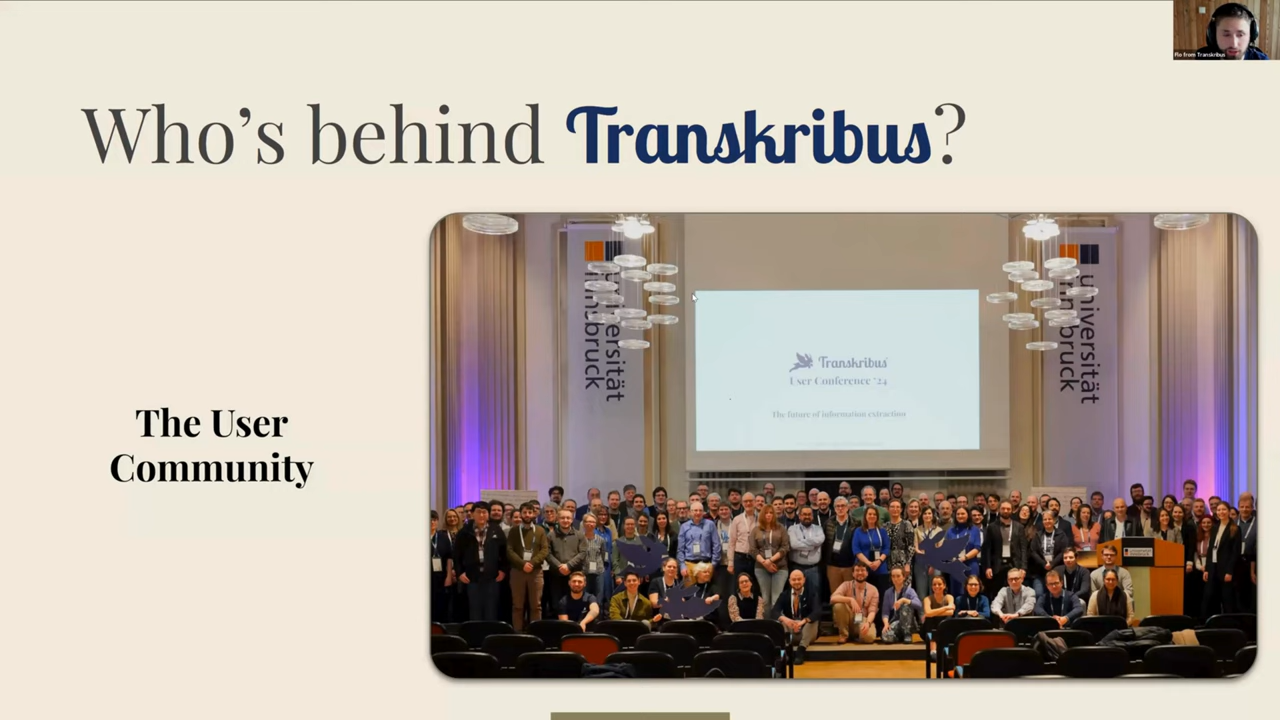 Flo from Transkribus
Who's behind Transkribus?
universität
innsbruck
universität
innsbruck
Transkribus
User Conference '24
The future of information extraction
The User
Community